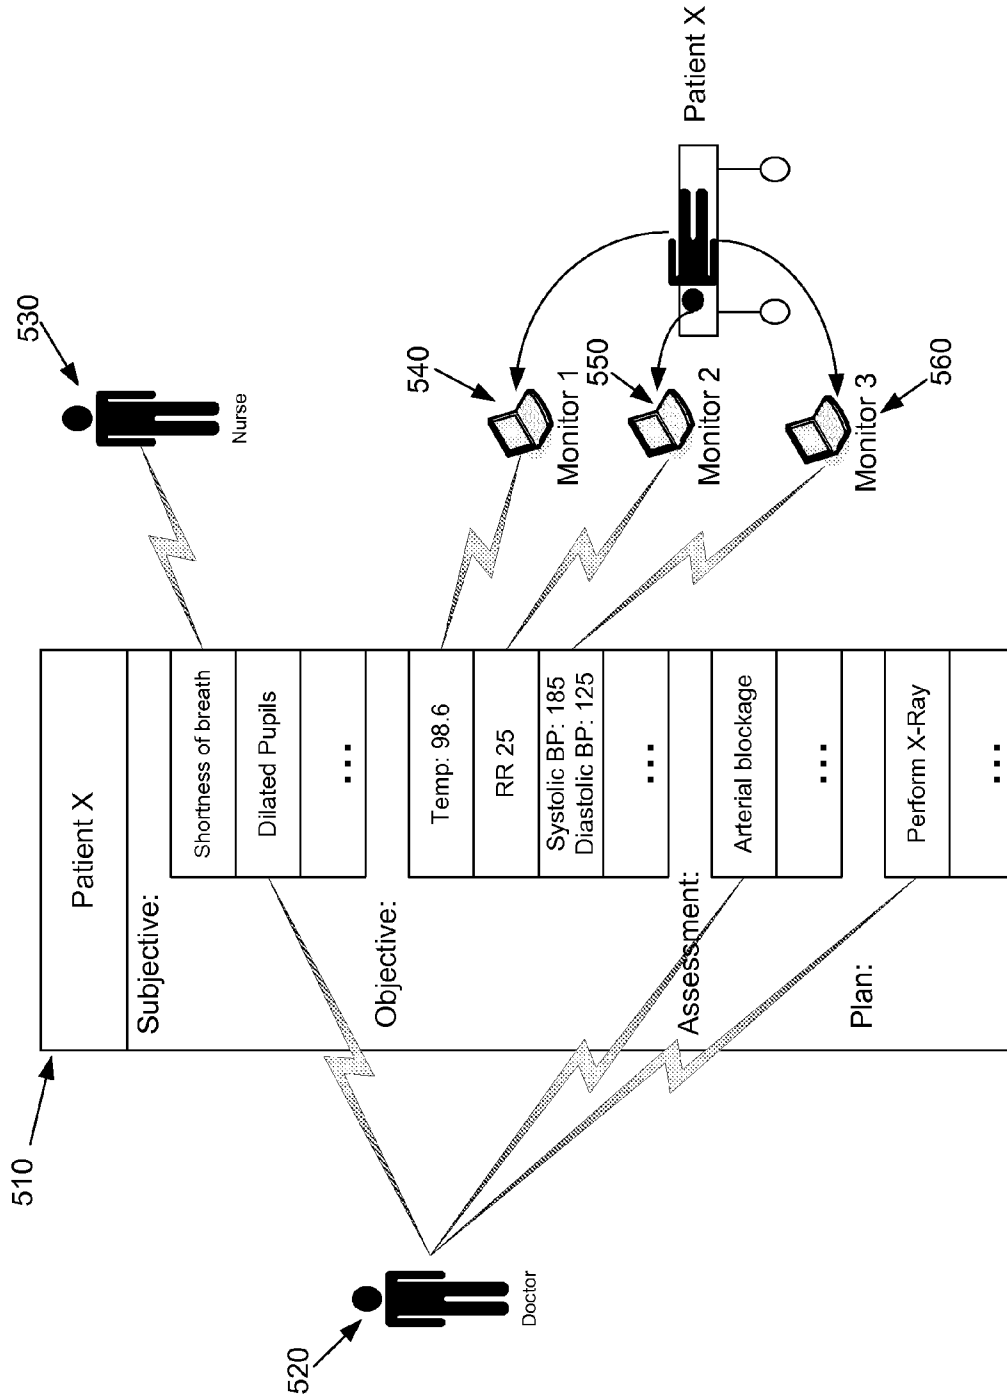 510
Patient X
Subjective:
Shortness of breath
Dilated Pupils
...
Objective:
Temp: 98.6
RR 25
Systolic BP: 185
Diastolic BP: 125
...
Assessment:
Arterial blockage
...
Plan:
Perform X-Ray
...
520
Doctor
530
Nurse
540
Monitor 1
550
Monitor 2
560
Monitor 3
Patient X